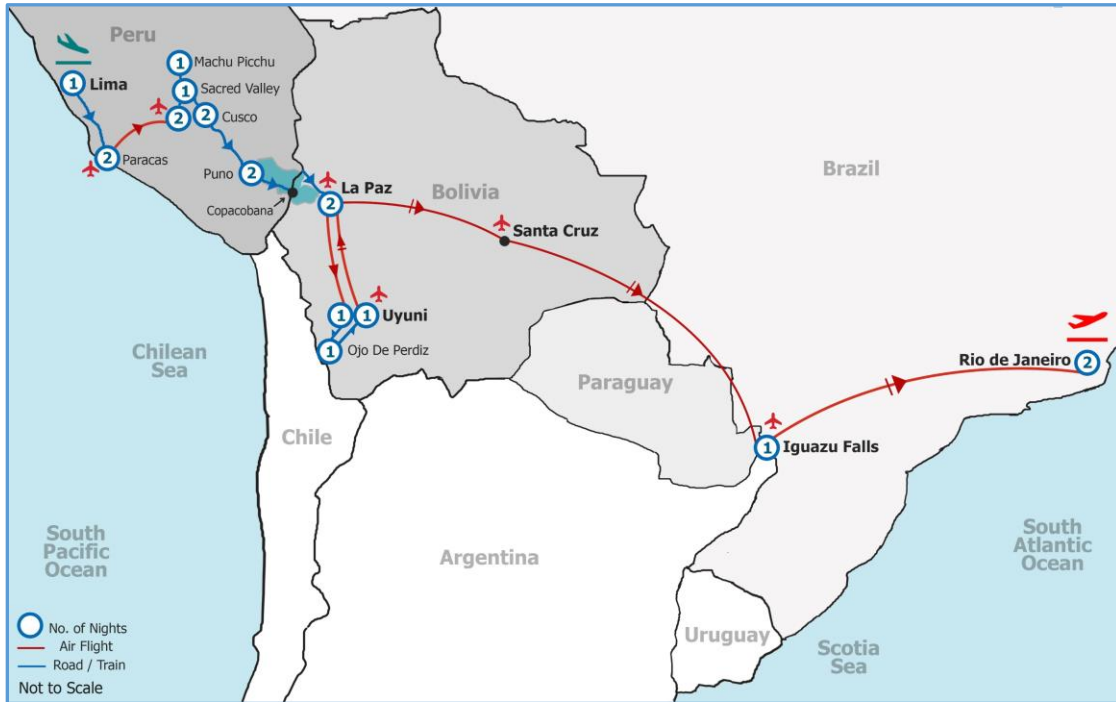 Peru
1
Machu Picchu
1
Lima
1
Sacred Valley
2
2
Cusco
2
Paracas
Puno
2
Copacobana
2
La Paz
Bolivia
Brazil
Santa Cruz
1
1
Uyuni
1
Ojo De Perdiz
Chilean
Sea
Paraguay
Rio de Janeiro
2
Chile
1
Iguazu Falls
South
Pacific
Ocean
Argentina
South
Atlantic
Ocean
Uruguay
Scotia
Sea
No. of Nights
Air Flight
Road / Train
Not to Scale